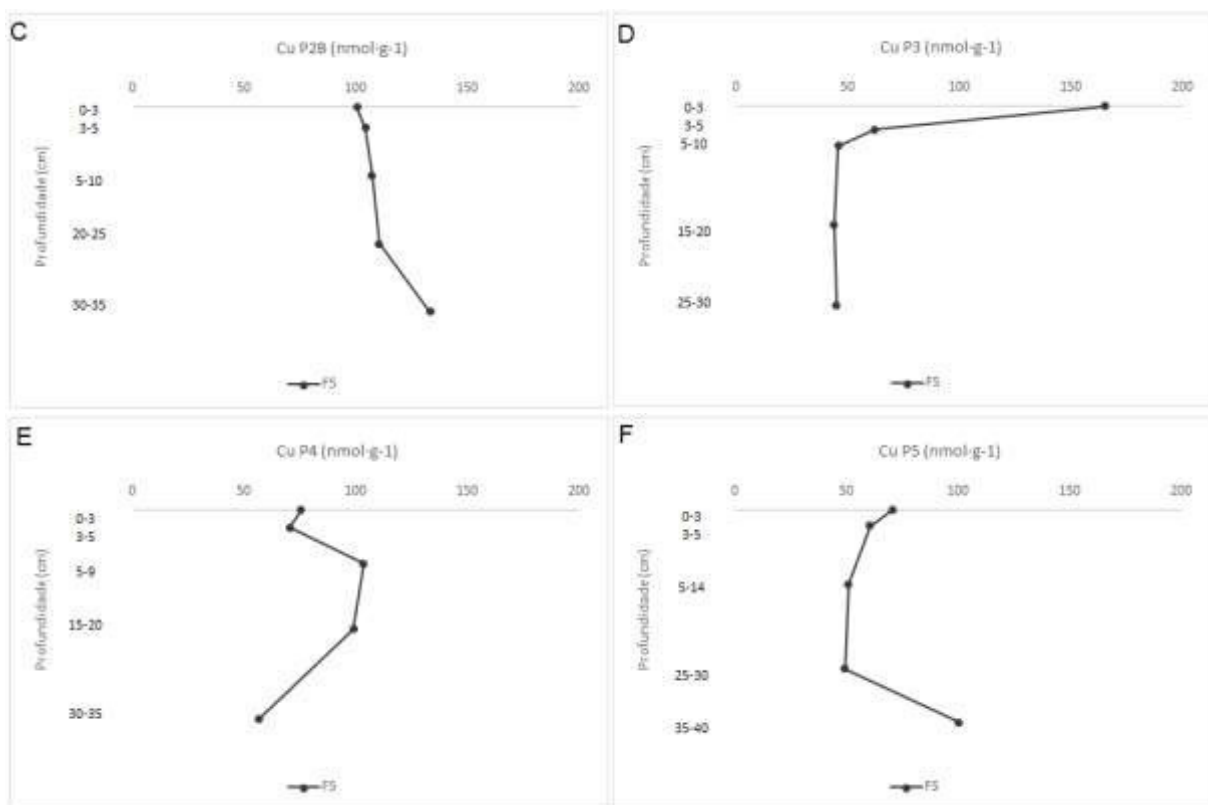 C
Cu P2B (nmol·g-1)
0 50 100 150 200
0-3
3-5
5-10
20-25
30-35
Profundidade (cm)
F5
D
Cu P3 (nmol·g-1)
0 50 100 150 200
0-3
3-5
5-10
15-20
25-30
Profundidade (cm)
F5
E
Cu P4 (nmol·g-1)
0 50 100 150 200
0-3
3-5
5-9
15-20
30-35
Profundidade (cm)
F5
F
Cu P5 (nmol·g-1)
0 50 100 150 200
0-3
3-5
5-14
25-30
35-40
Profundidade (cm)
F5